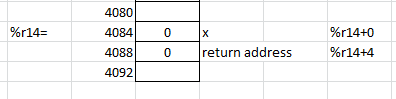 4080
%r14= 4084 0 x %r14+0
4088 0 return address %r14+4
4092